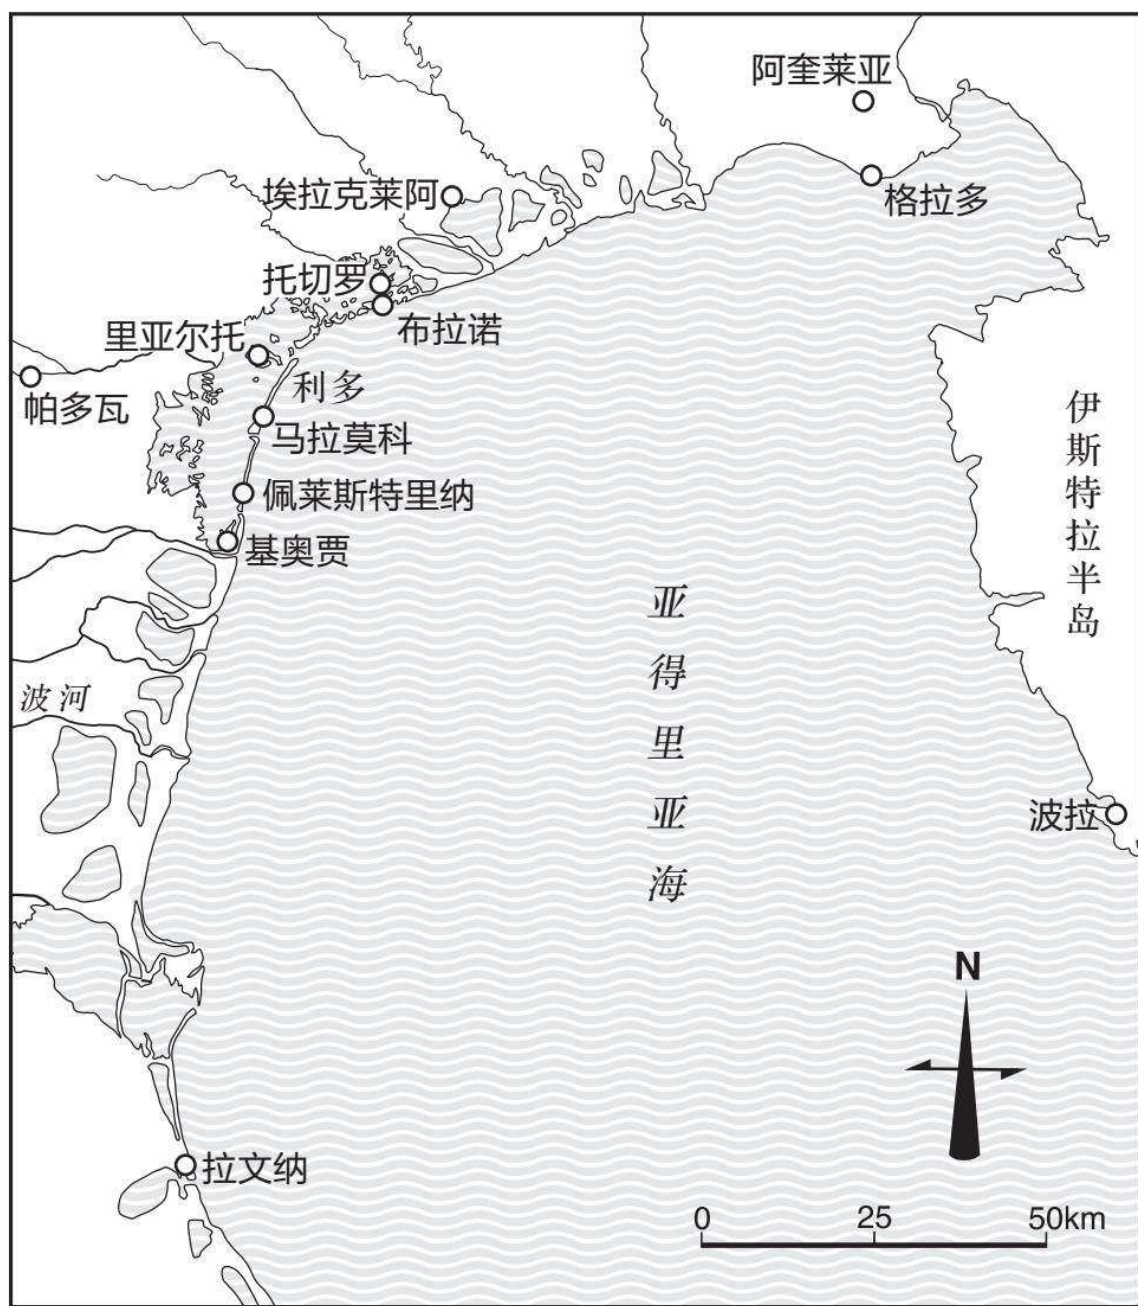 阿奎莱亚
埃拉克莱阿
格拉多
托切罗
布拉诺
里亚尔托
利多
帕多瓦
马拉莫科
伊斯特拉半岛
佩莱斯特里纳
基奥贾
亚得里亚海
波河
波拉
N
拉文纳
0 25 50km